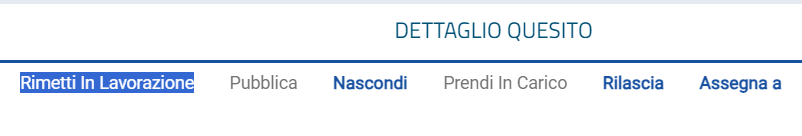 DETTAGLIO QUESITO
Rimetti In Lavorazione Pubblica Nascondi Prendi In Carico Rilascia Assegna a